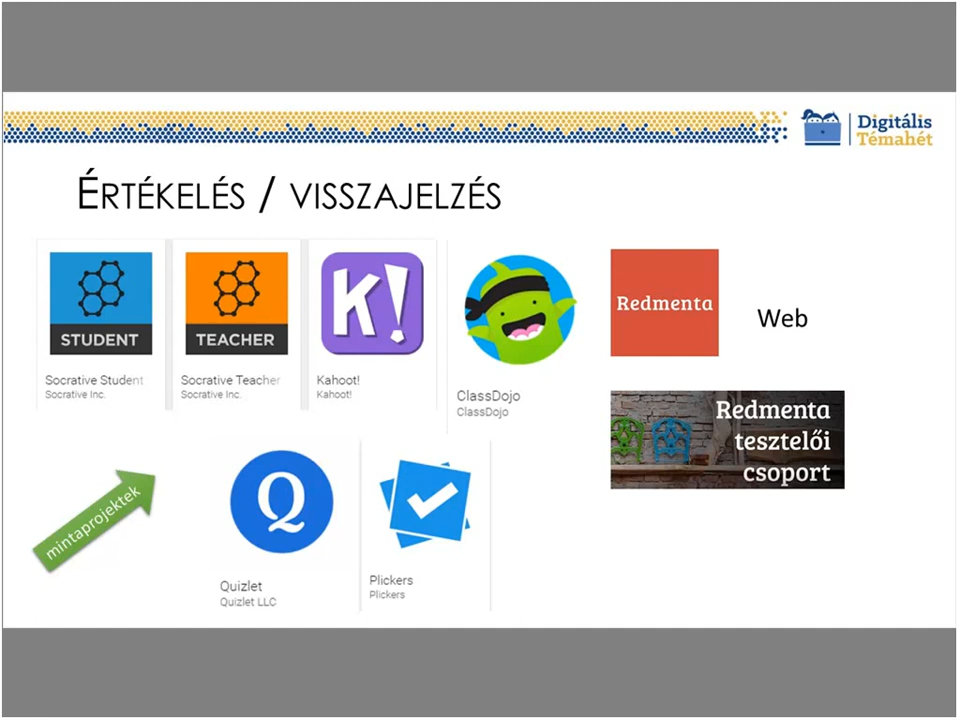 Digitális
Témahét
ÉRTÉKELÉS / VISSZAJELZÉS
STUDENT
Socrative Student
Socrative Inc.
TEACHER
Socrative Teacher
Socrative Inc.
K!
Kahoot!
Kahoot!
ClassDojo
ClassDojo
Redmenta
Web
Redmenta
tesztelői
csoport
mintaprojektek
Q
Quizlet
Quizlet LLC
Plickers
Plickers